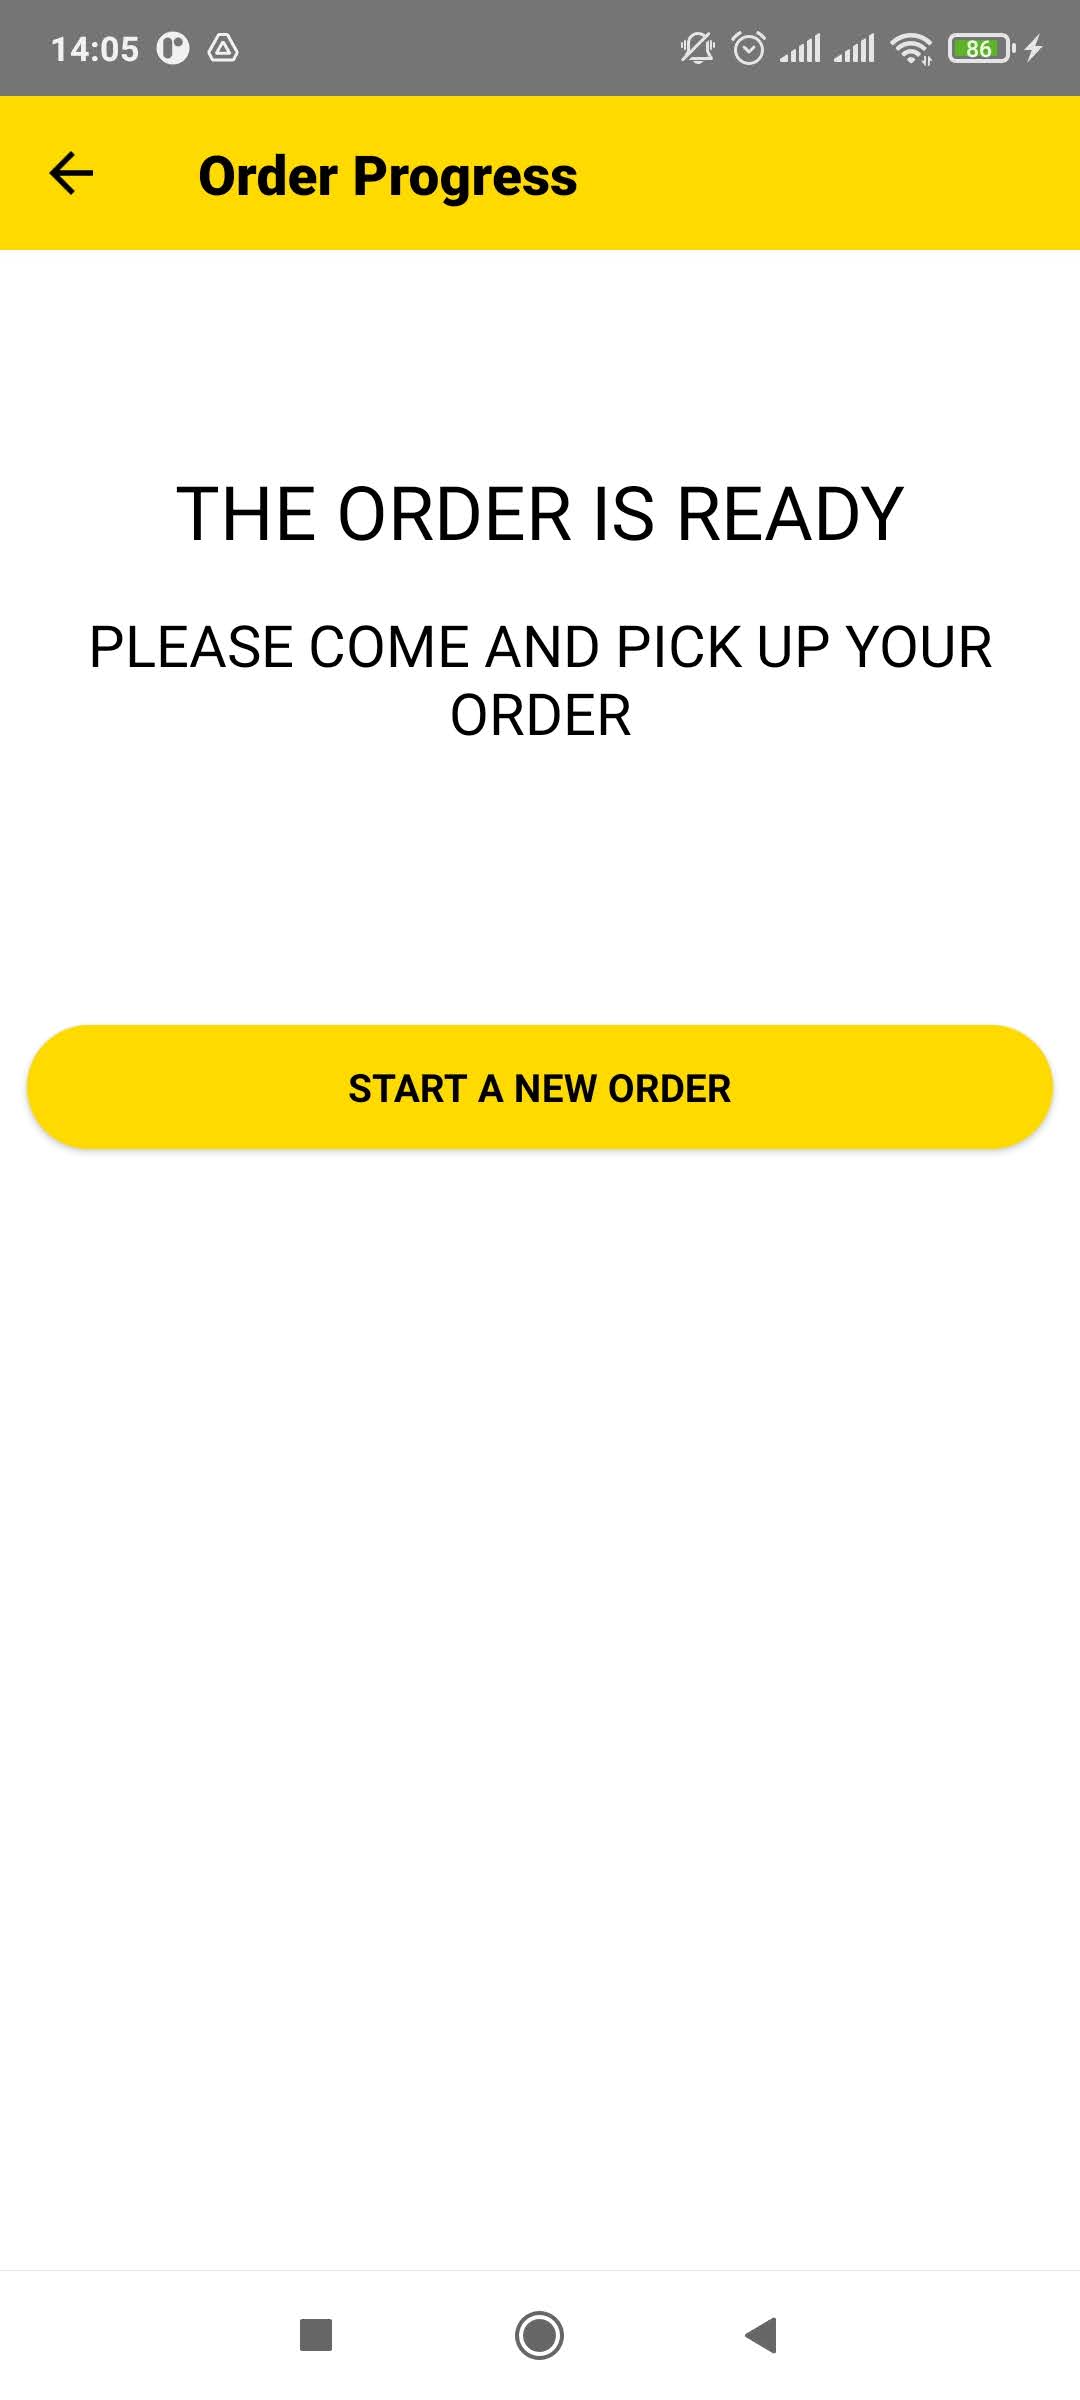 14:05
86
Order Progress
THE ORDER IS READY
PLEASE COME AND PICK UP YOUR
ORDER
START A NEW ORDER